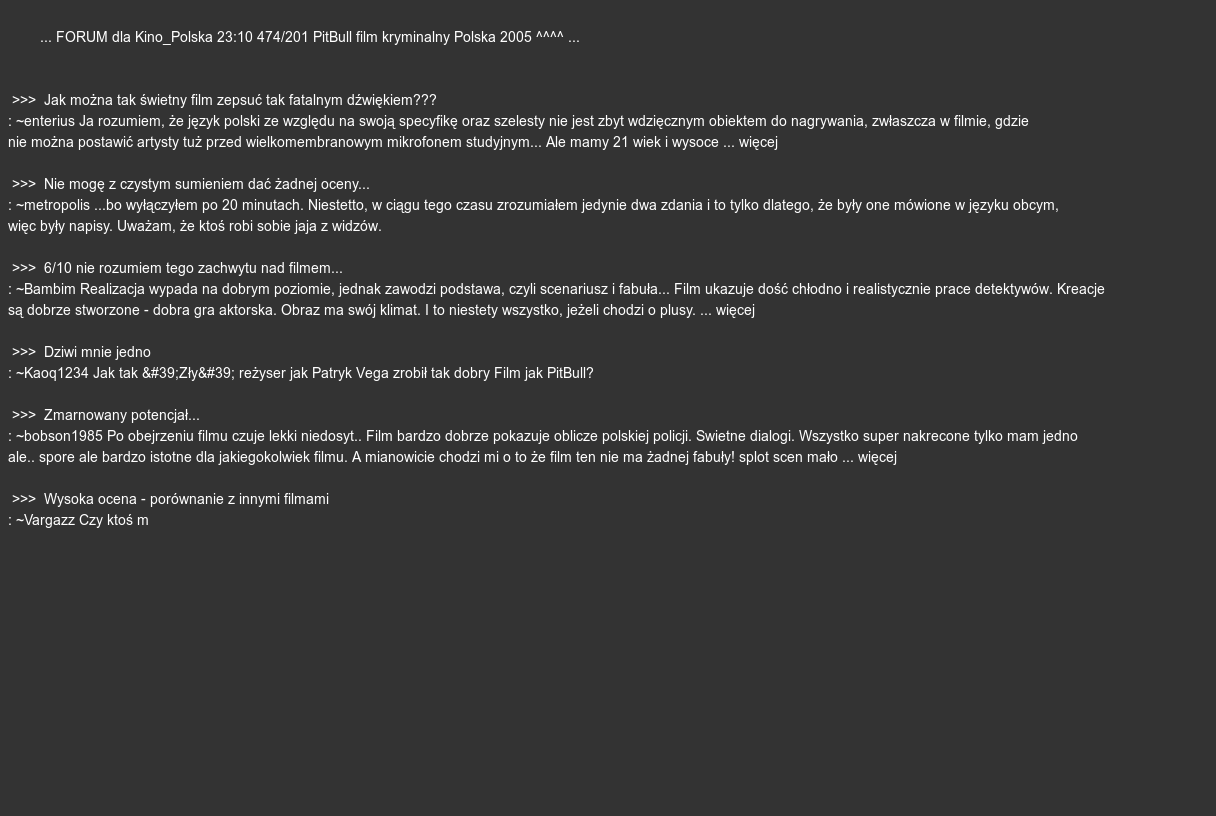 ... FORUM dla Kino_Polska 23:10 474/201 PitBull film kryminalny Polska 2005 ^^^^ ...
>>> Jak można tak świetny film zepsuć tak fatalnym dźwiękiem???
: ~enterius Ja rozumiem, że język polski ze względu na swoją specyfikę oraz szelesty nie jest zbyt wdzięcznym obiektem do nagrywania, zwłaszcza w filmie, gdzie
nie można postawić artysty tuż przed wielkomembranowym mikrofonem studyjnym... Ale mamy 21 wiek i wysoce ... więcej
>>> Nie mogę z czystym sumieniem dać żadnej oceny...
: ~metropolis ...bo wyłączyłem po 20 minutach. Niestetto, w ciągu tego czasu zrozumiałem jedynie dwa zdania i to tylko dlatego, że były one mówione w języku obcym,
więc były napisy. Uważam, że ktoś robi sobie jaja z widzów.
>>> 6/10 nie rozumiem tego zachwytu nad filmem...
: ~Bambim Realizacja wypada na dobrym poziomie, jednak zawodzi podstawa, czyli scenariusz i fabuła... Film ukazuje dość chłodno i realistycznie prace detektywów. Kreacje
są dobrze stworzone - dobra gra aktorska. Obraz ma swój klimat. I to niestety wszystko, jeżeli chodzi o plusy. ... więcej
>>> Dziwi mnie jedno
: ~Kaoq1234 Jak tak &#39;Zły&#39; reżyser jak Patryk Vega zrobił tak dobry Film jak PitBull?
>>> Zmarnowany potencjał...
: ~bobson1985 Po obejrzeniu filmu czuje lekki niedosyt.. Film bardzo dobrze pokazuje oblicze polskiej policji. Swietne dialogi. Wszystko super nakrecone tylko mam jedno
ale.. spore ale bardzo istotne dla jakiegokolwiek filmu. A mianowicie chodzi mi o to że film ten nie ma żadnej fabuły! splot scen mało ... więcej
>>> Wysoka ocena - porównanie z innymi filmami
: ~Vargazz Czy ktoś m